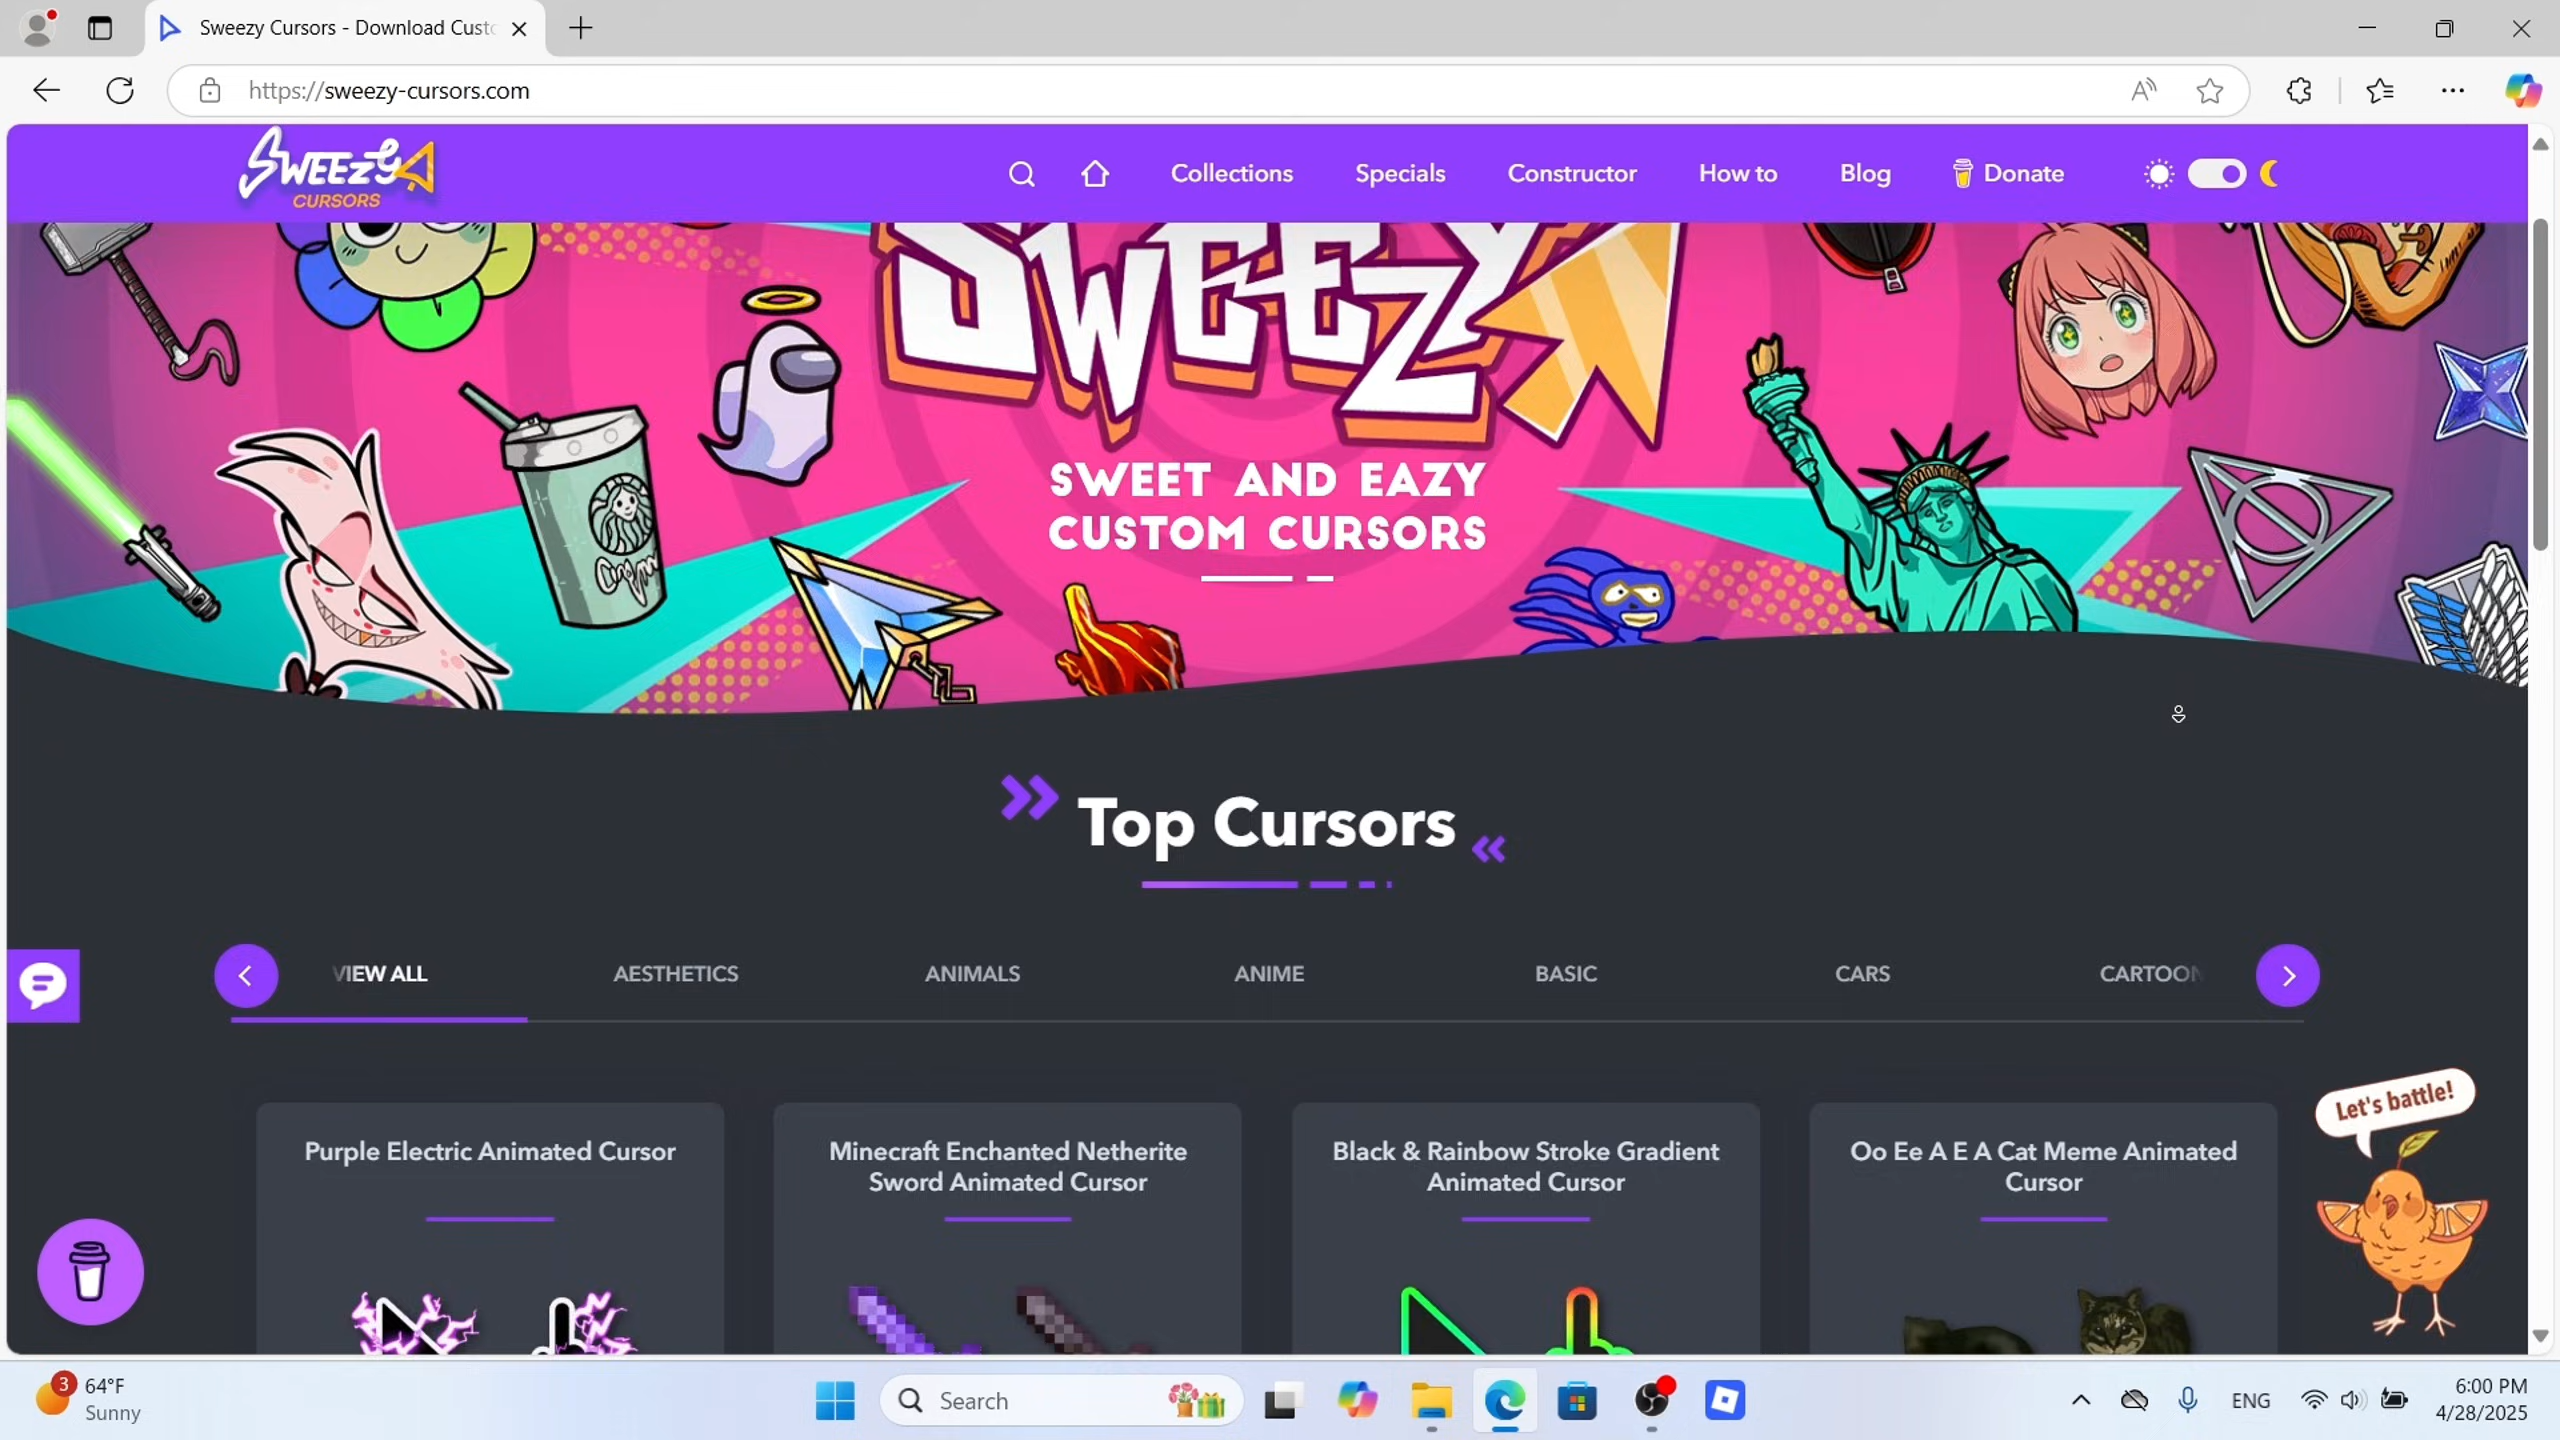 Sweezy Cursors - Download Custo
https://sweezy-cursors.com
SWEEZY
CURSORS
Collections
Specials
Constructor
How to
Blog
Donate
SWEEZY
SWEET AND EAZY
CUSTOM CURSORS
Top Cursors
VIEW ALL
AESTHETICS
ANIMALS
ANIME
BASIC
CARS
CARTOON
Let's battle!
Purple Electric Animated Cursor
Minecraft Enchanted Netherite
Sword Animated Cursor
Black & Rainbow Stroke Gradient
Animated Cursor
Oo Ee A E A Cat Meme Animated
Cursor
3
64°F
Sunny
Search
ENG
6:00 PM
4/28/2025